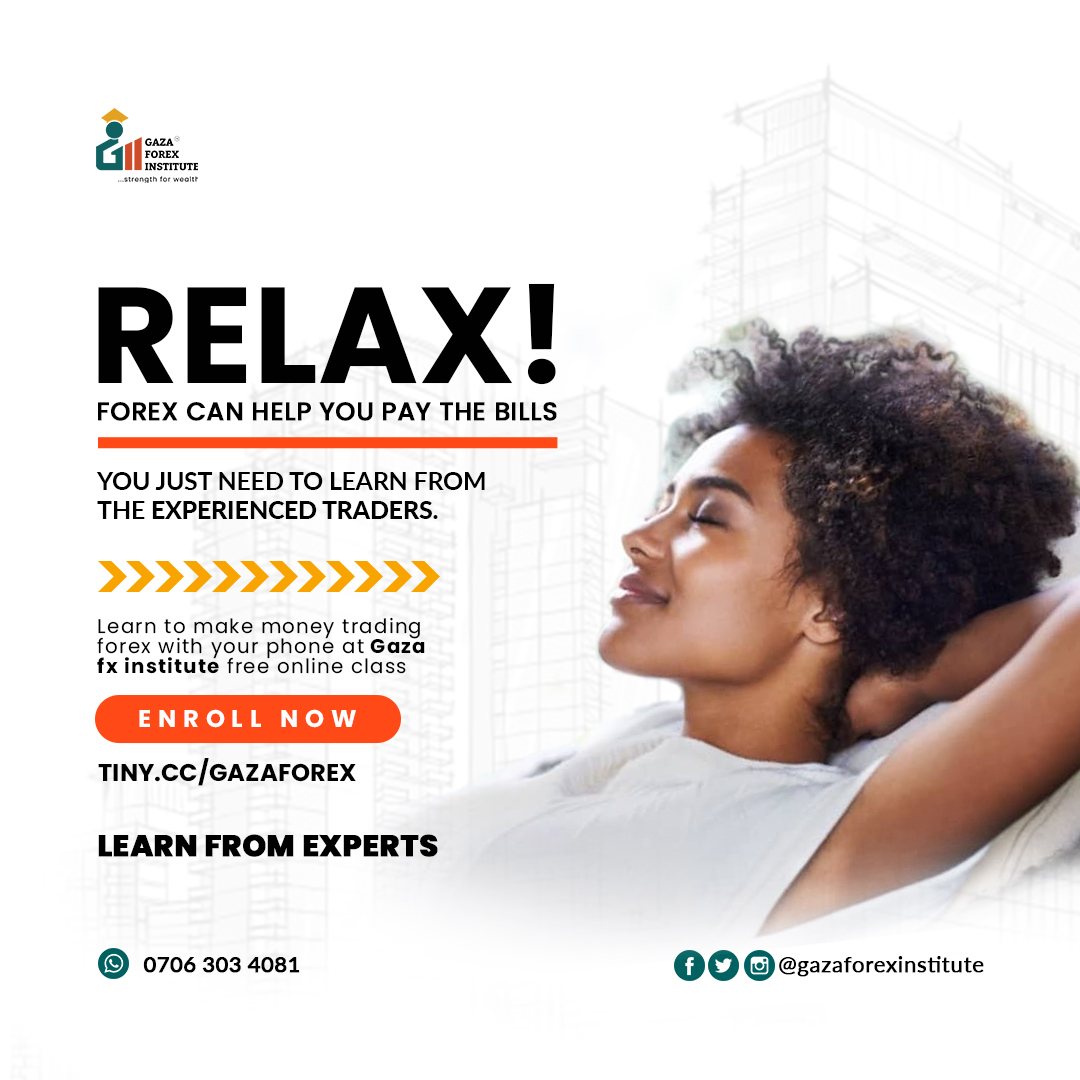 GAZA
FOREX
INSTITUTE
...strength for wealth
RELAX!
FOREX CAN HELP YOU PAY THE BILLS
YOU JUST NEED TO LEARN FROM
THE EXPERIENCED TRADERS.
Learn to make money trading
forex with your phone at Gaza
fx institute free online class
ENROLL NOW
TINY.CC/GAZAFOREX
LEARN FROM EXPERTS
0706 303 4081
@gazaforexinstitute